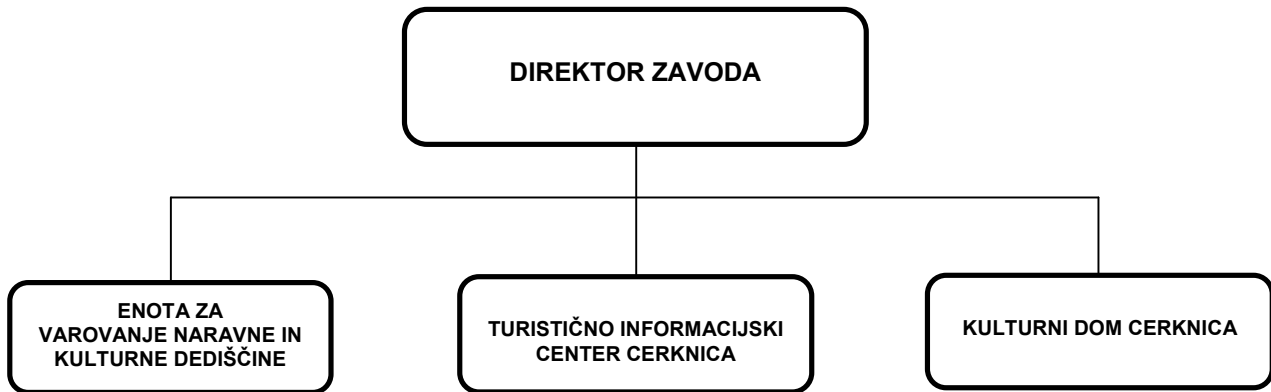 DIREKTOR ZAVODA
ENOTA ZA
VAROVANJE NARAVNE IN
KULTURNE DEDIŠČINE
TURISTIČNO INFORMACIJSKI
CENTER CERKNICA
KULTURNI DOM CERKNICA